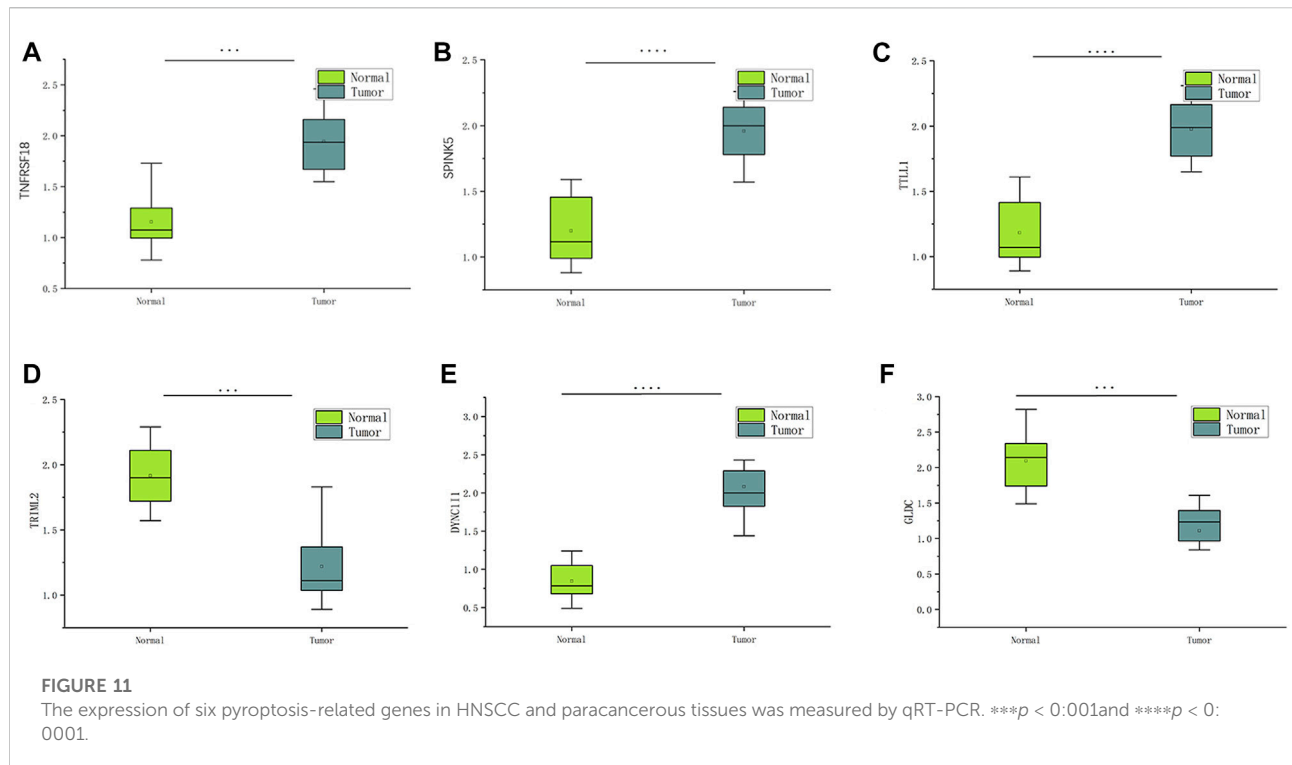 A
...
TNFRSF18
2.5
2.0
1.5
1.0
0.5
Normal
Tumor
Normal
Tumor
B
....
SPINK5
2.5
2.0
1.5
1.0
Normal
Tumor
Normal
Tumor
C
....
TTLL1
2.5
2.0
1.5
1.0
Normal
Tumor
Normal
Tumor
D
...
TRIML2
2.5
2.0
1.5
1.0
Normal
Tumor
Normal
Tumor
E
....
DYNC1I1
3.0
2.5
2.0
1.5
1.0
0.5
Normal
Tumor
Normal
Tumor
F
...
GLDC
3.0
2.5
2.0
1.5
1.0
0.5
0.0
Normal
Tumor
Normal
Tumor
FIGURE 11
The expression of six pyroptosis-related genes in HNSCC and paracancerous tissues was measured by qRT-PCR. ***p < 0:001and ****p < 0:
0001.